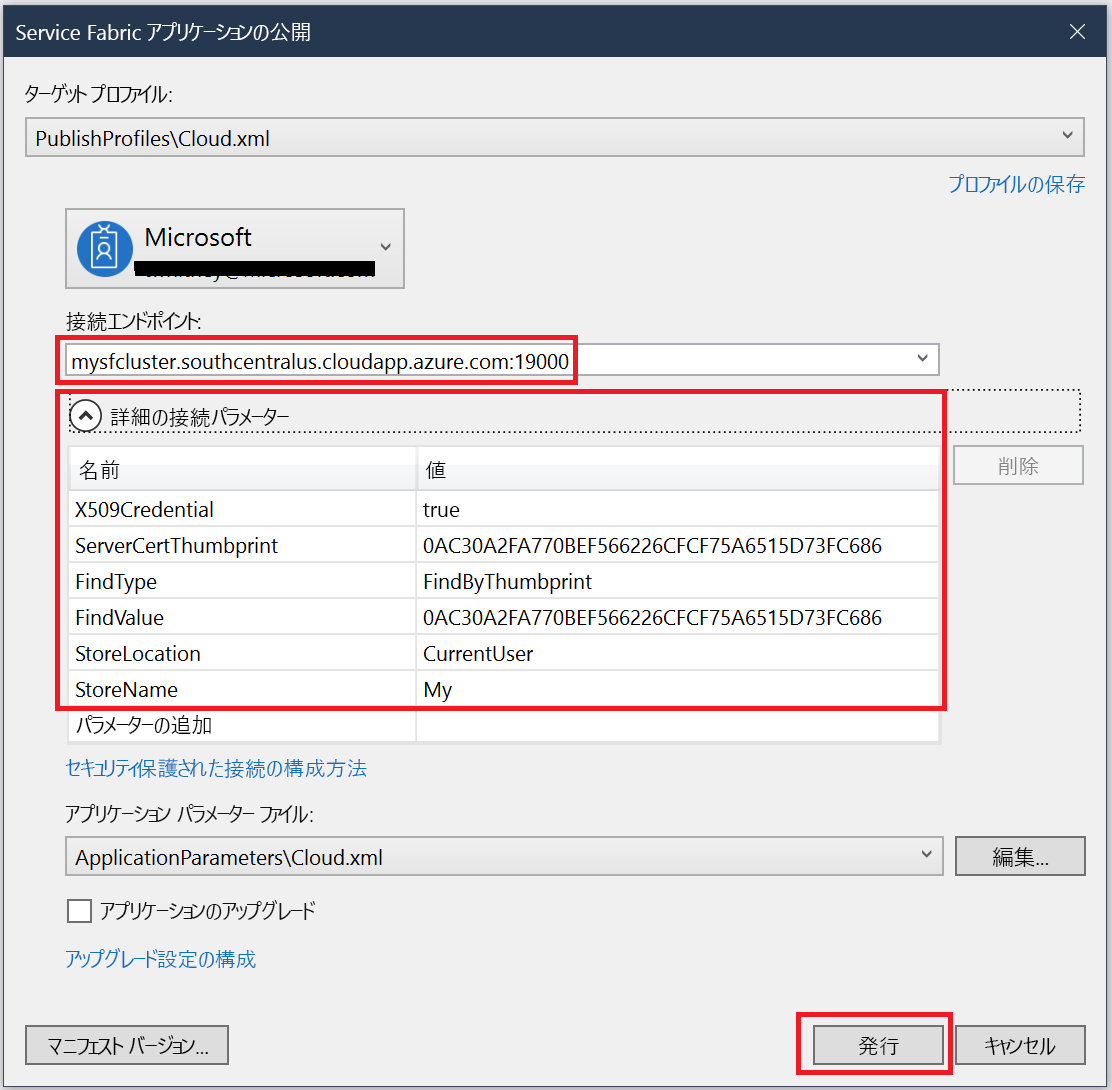 Service Fabric アプリケーションの公開
ターゲット プロファイル:
PublishProfiles\Cloud.xml
プロファイルの保存
Microsoft
接続エンドポイント:
mysfcluster.southcentralus.cloudapp.azure.com:19000
詳細の接続パラメーター
名前 値
削除
X509Credential true
ServerCertThumbprint 0AC30A2FA770BEF566226CFCF75A6515D73FC686
FindType FindByThumbprint
FindValue 0AC30A2FA770BEF566226CFCF75A6515D73FC686
StoreLocation CurrentUser
StoreName My
パラメーターの追加
セキュリティ保護された接続の構成方法
アプリケーション パラメーター ファイル:
ApplicationParameters\Cloud.xml 編集...
アプリケーションのアップグレード
アップグレード設定の構成
マニフェスト バージョン... 発行 キャンセル